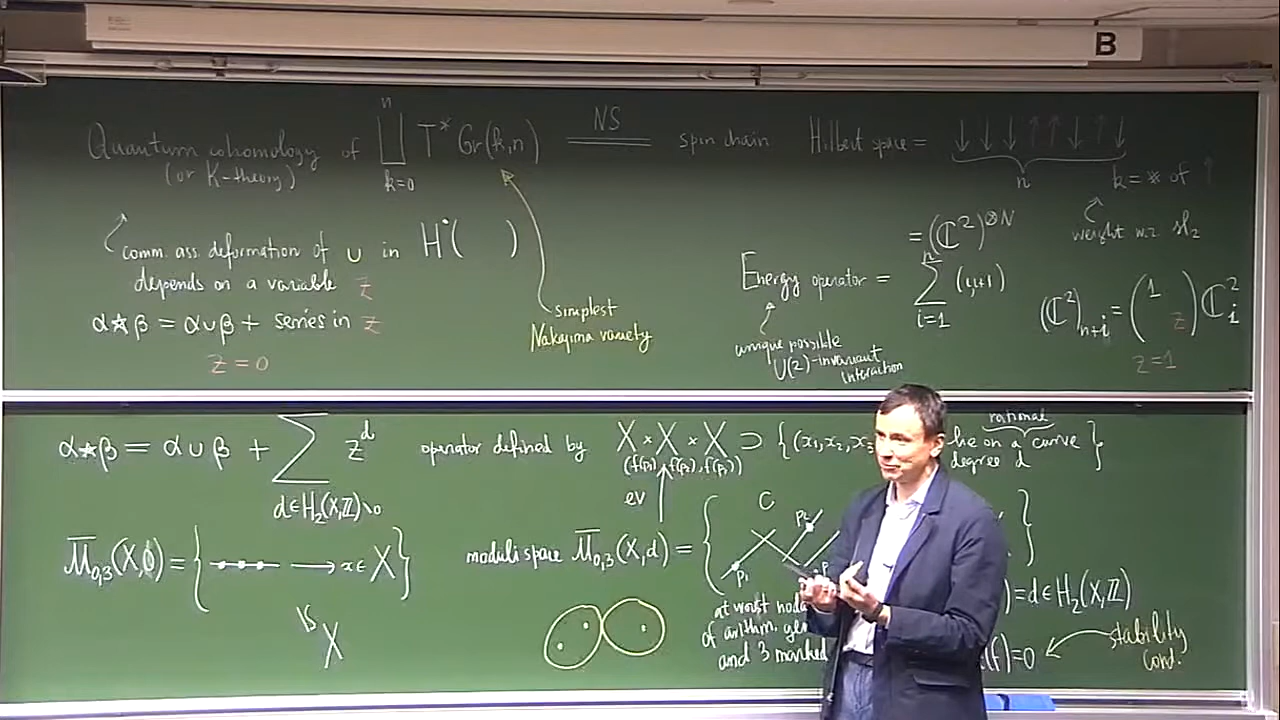 B
Quantum cohomology of ∐ₖ₌₀ⁿ T* Gr(k,n) =NS= spin chain Hilbert space = ↓↓↓↑↑↓↑↓
(or K-theory)
n k = # of ↑
weight w.r. sl₂
= (ℂ²)^⊗N
comm. ass. deformation of ∪ in H^•( )
depends on a variable z
α★β = α∪β + series in z
z=0
simplest
Nakajima variety
Energy operator = ∑ᵢ₌₁ⁿ (i,i+1)
(ℂ²)ₙ₊ᵢ = (1 z) ℂ²ᵢ
z=1
unique possible
U(2)-invariant
interaction
α★β = α∪β + ∑ z^d operator defined by X × X × X ⊃ {(x₁,x₂,x₃ lie on a curve }
rational
degree d
d∈H₂(X,ℤ)\0
(f(p₁), f(p₂), f(p₃))
ev
M̄₀,₃(X,0) = { ⟶ x∈X}
≅
X
moduli space M̄₀,₃(X,d) = { C p₁ p₂ }
) = d∈H₂(X,ℤ)
at worst
of arithm.
and 3 marked
(f)=0
stability
cond.